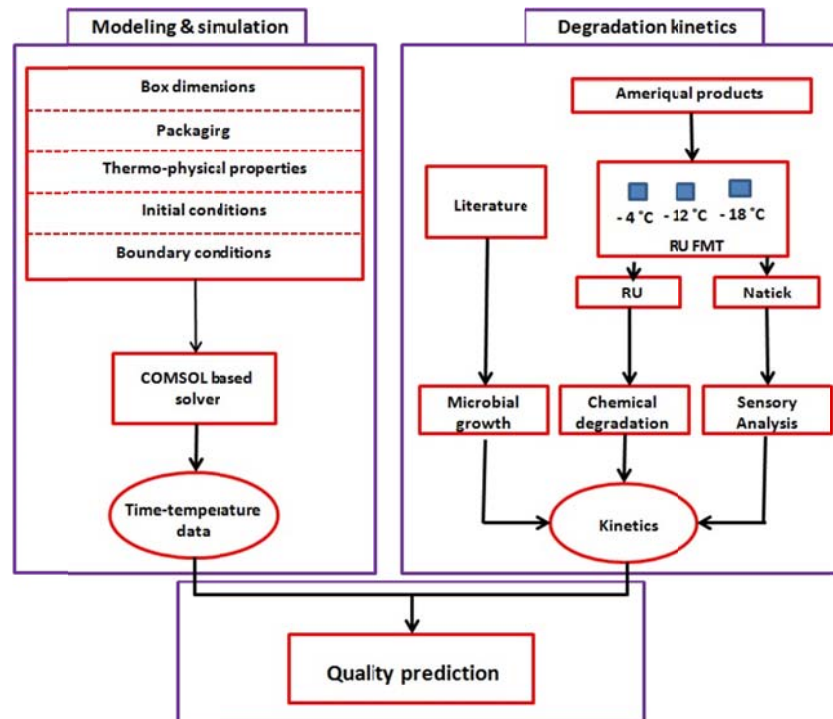 Modeling & simulation
Box dimensions
Packaging
Thermo-physical properties
Initial conditions
Boundary conditions
COMSOL based
solver
Time-temperature
data
Degradation kinetics
Ameriqual products
Literature
- 4 °C
- 12 °C
- 18 °C
RU FMT
RU
Natick
Microbial
growth
Chemical
degradation
Sensory
Analysis
Kinetics
Quality prediction